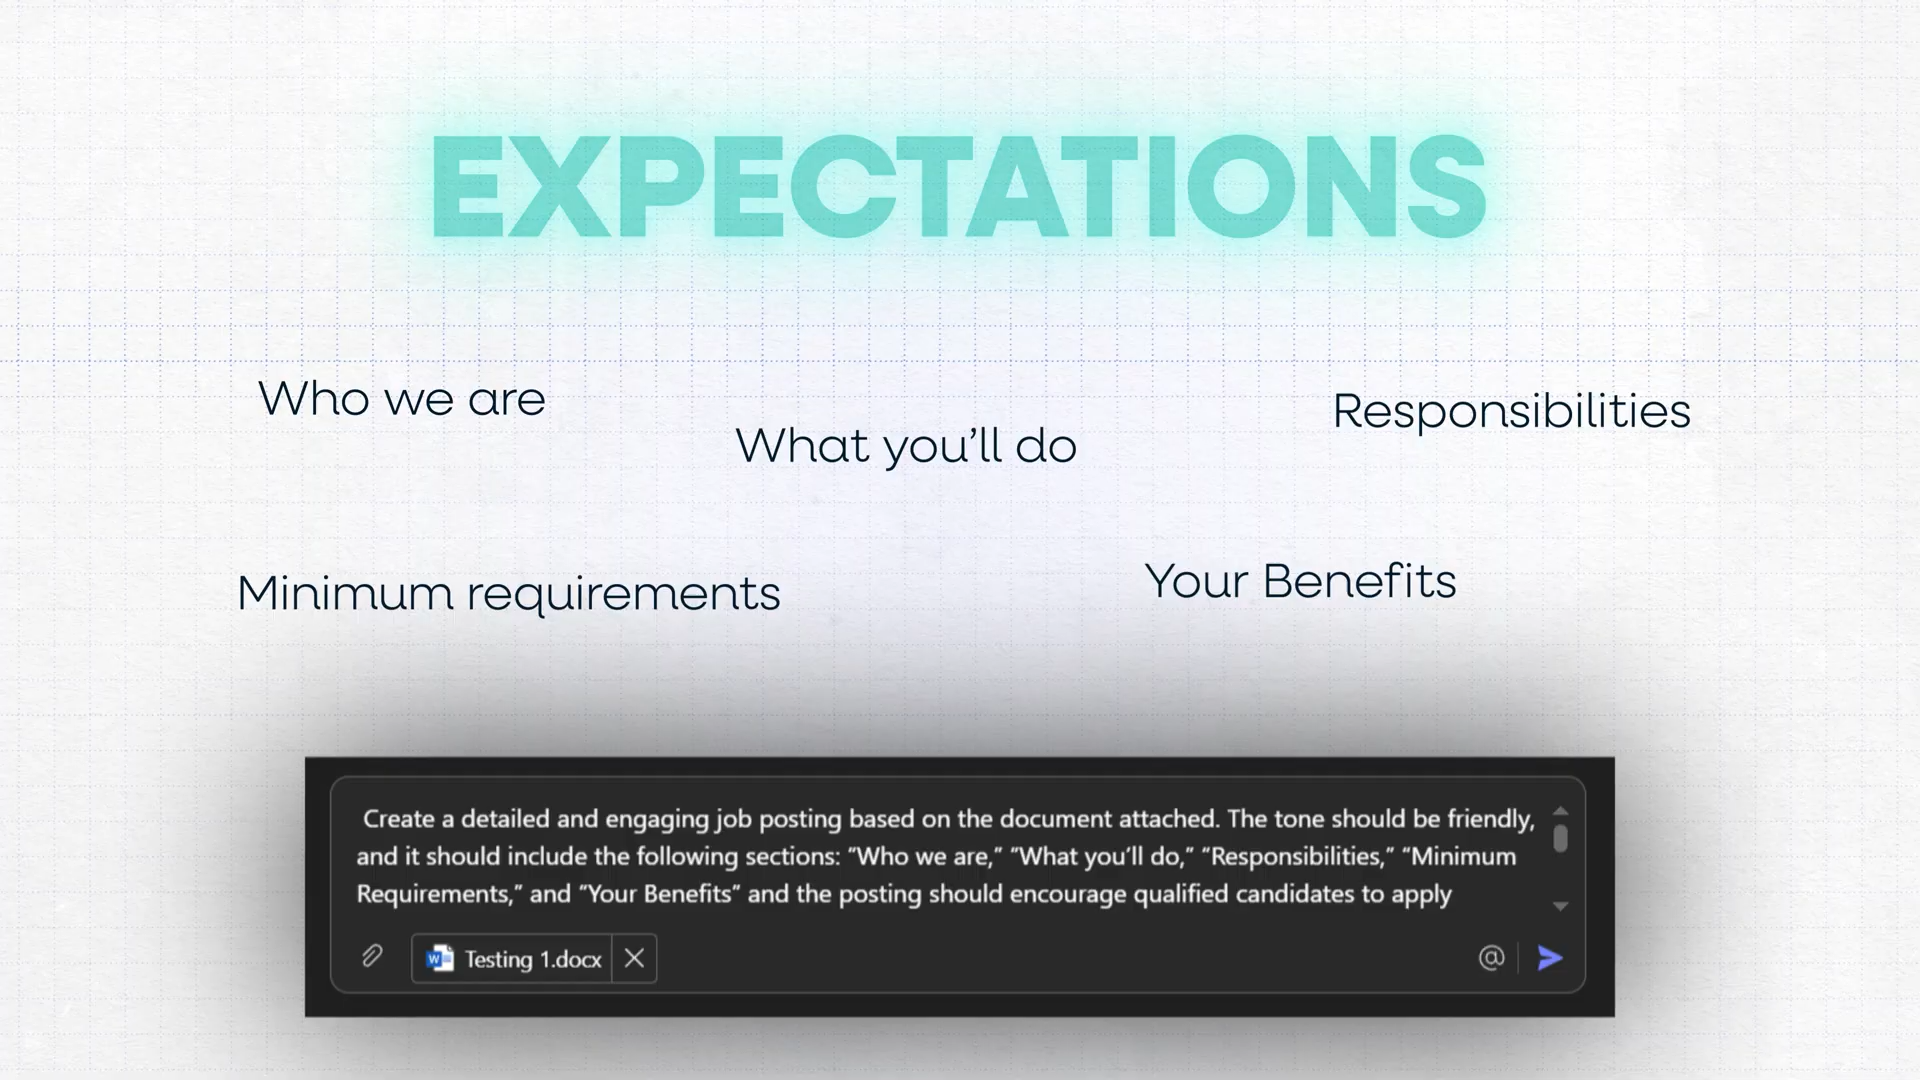 EXPECTATIONS
Who we are
What you’ll do
Responsibilities
Minimum requirements
Your Benefits
Create a detailed and engaging job posting based on the document attached. The tone should be friendly,
and it should include the following sections: “Who we are,” “What you’ll do,” “Responsibilities,” “Minimum
Requirements,” and “Your Benefits” and the posting should encourage qualified candidates to apply
W Testing 1.docx
@